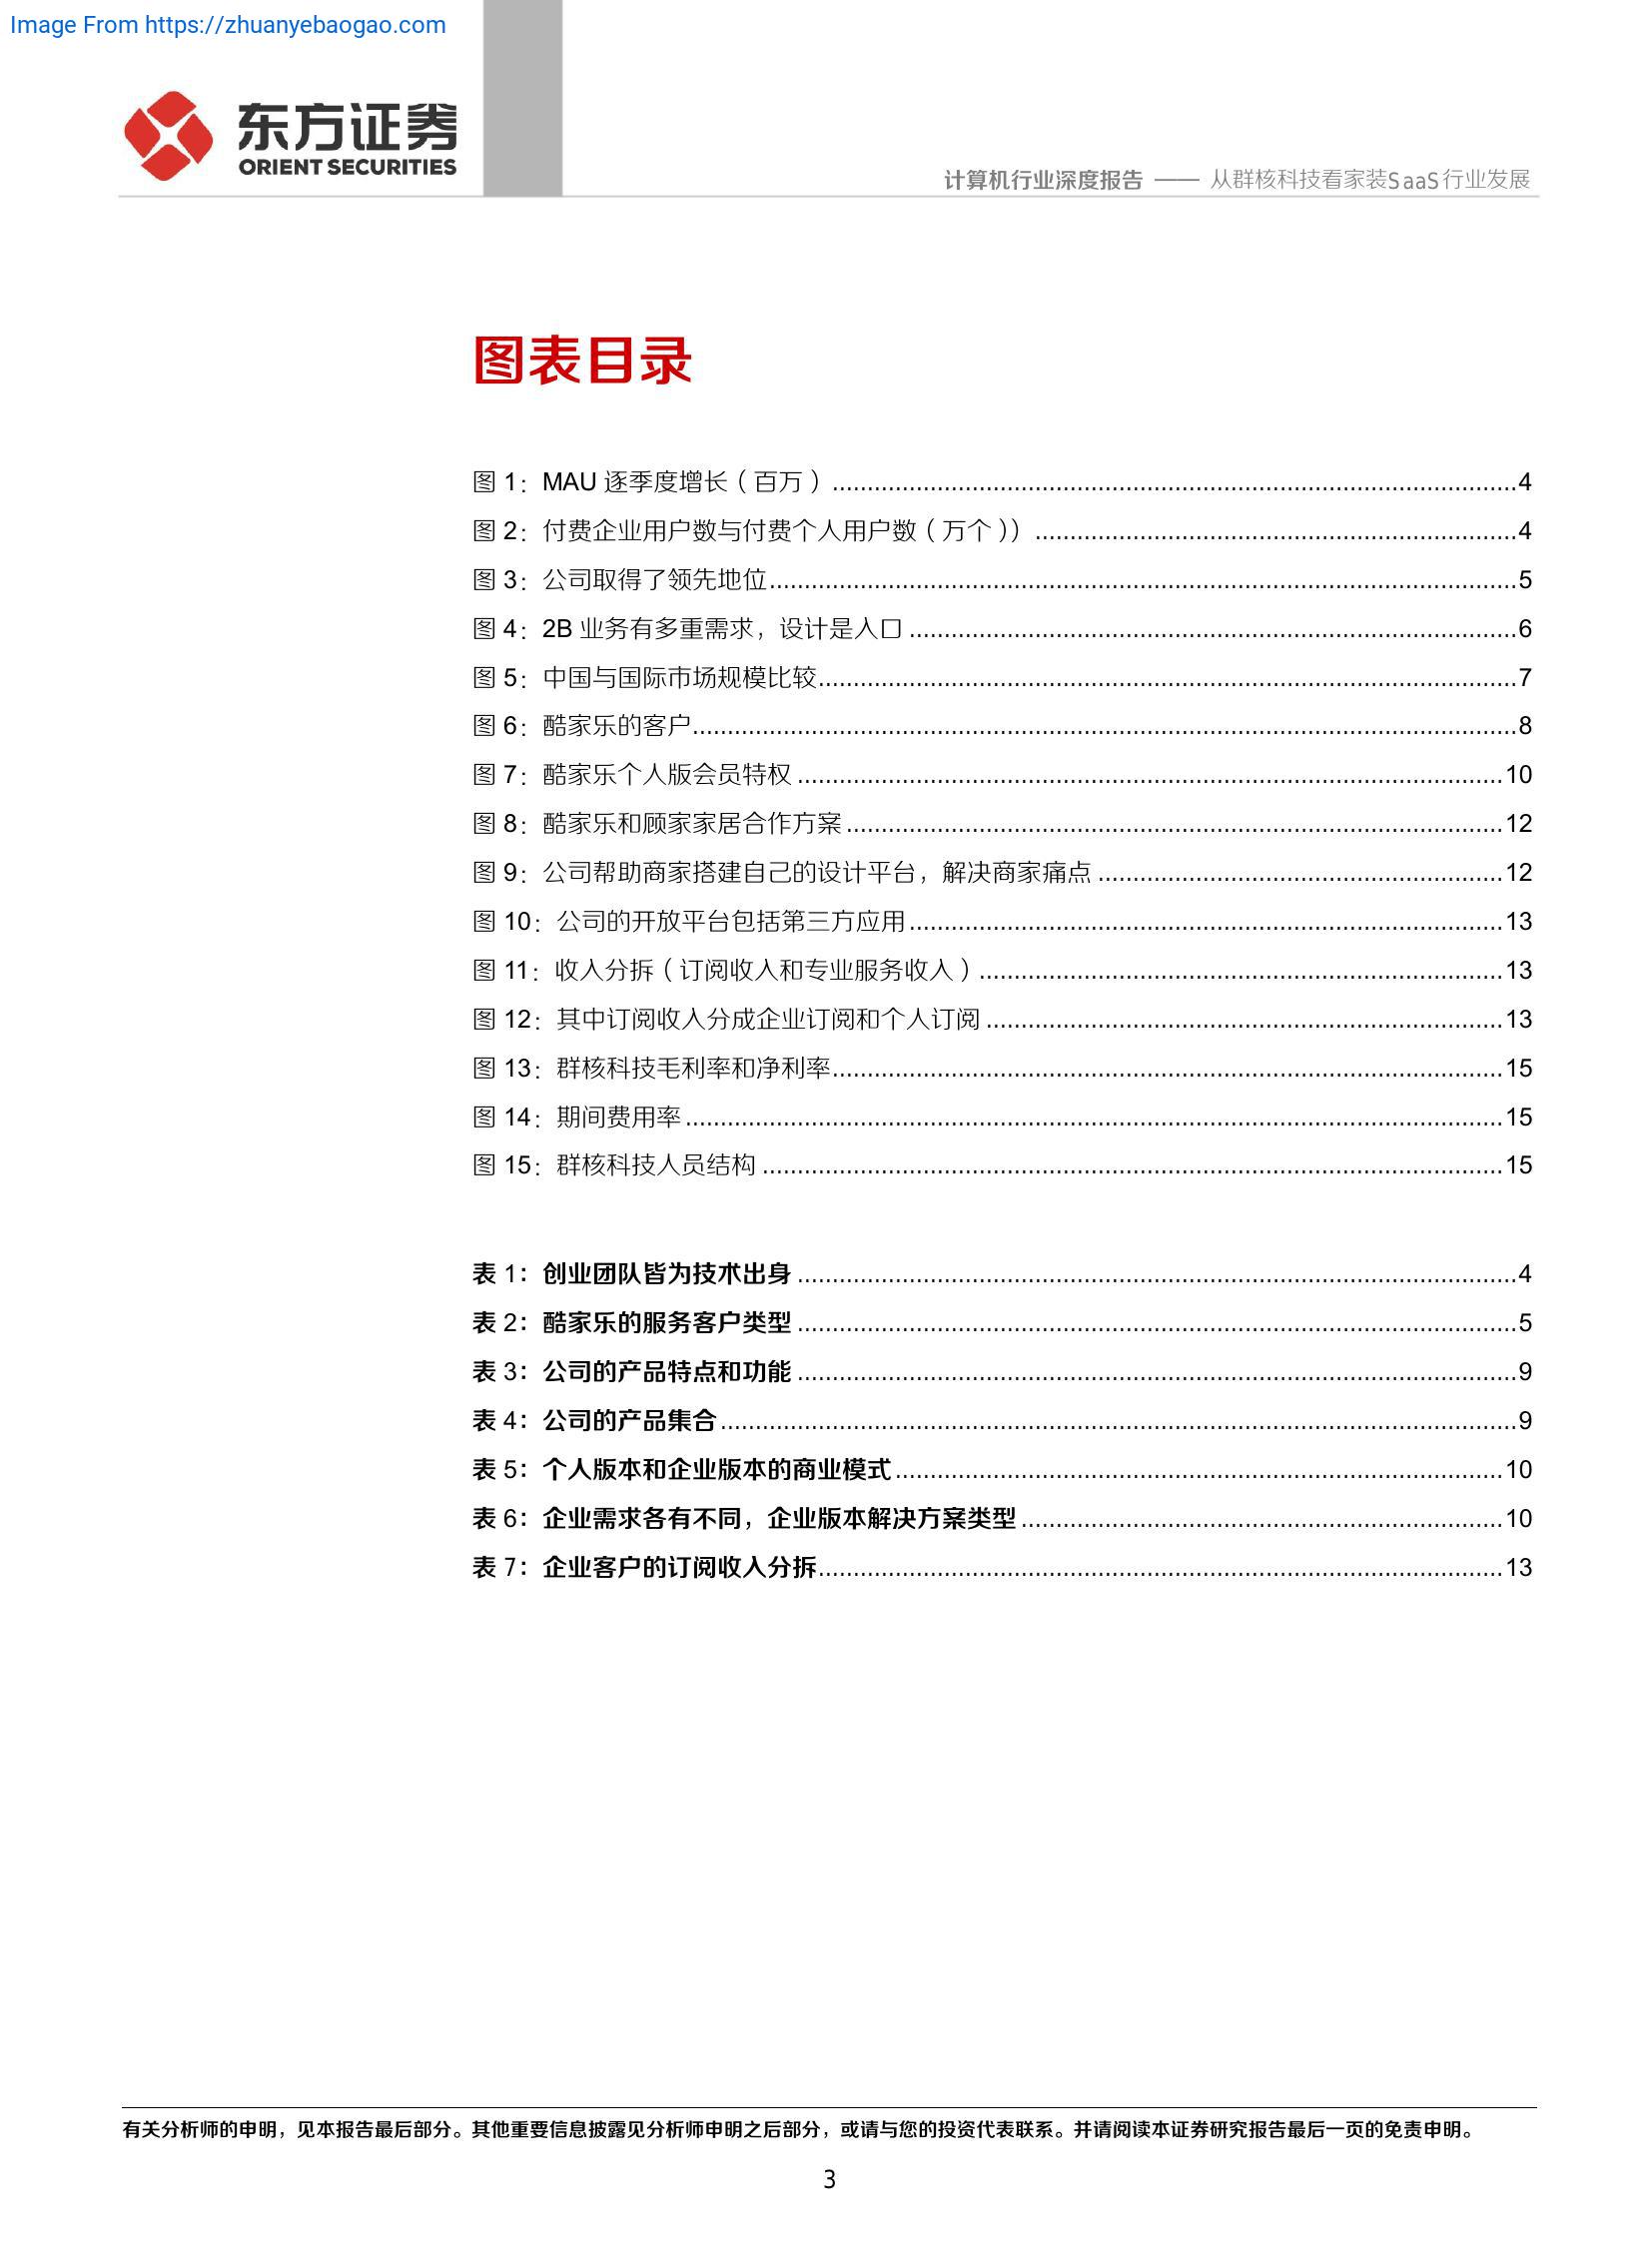 Image From https://zhuanyebaogao.com
东方证券
ORIENT SECURITIES
计算机行业深度报告 —— 从群核科技看家装SaaS行业发展
图表目录
图 1：MAU 逐季度增长（百万）....................4
图 2：付费企业用户数与付费个人用户数（万个））....................4
图 3：公司取得了领先地位....................5
图 4：2B 业务有多重需求，设计是入口....................6
图 5：中国与国际市场规模比较....................7
图 6：酷家乐的客户....................8
图 7：酷家乐个人版会员特权....................10
图 8：酷家乐和顾家家居合作方案....................12
图 9：公司帮助商家搭建自己的设计平台，解决商家痛点....................12
图 10：公司的开放平台包括第三方应用....................13
图 11：收入分拆（订阅收入和专业服务收入）....................13
图 12：其中订阅收入分成企业订阅和个人订阅....................13
图 13：群核科技毛利率和净利率....................15
图 14：期间费用率....................15
图 15：群核科技人员结构....................15
表 1：创业团队皆为技术出身....................4
表 2：酷家乐的服务客户类型....................5
表 3：公司的产品特点和功能....................9
表 4：公司的产品集合....................9
表 5：个人版本和企业版本的商业模式....................10
表 6：企业需求各有不同，企业版本解决方案类型....................10
表 7：企业客户的订阅收入分拆....................13
有关分析师的申明，见本报告最后部分。其他重要信息披露见分析师申明之后部分，或请与您的投资代表联系。并请阅读本证券研究报告最后一页的免责申明。
3